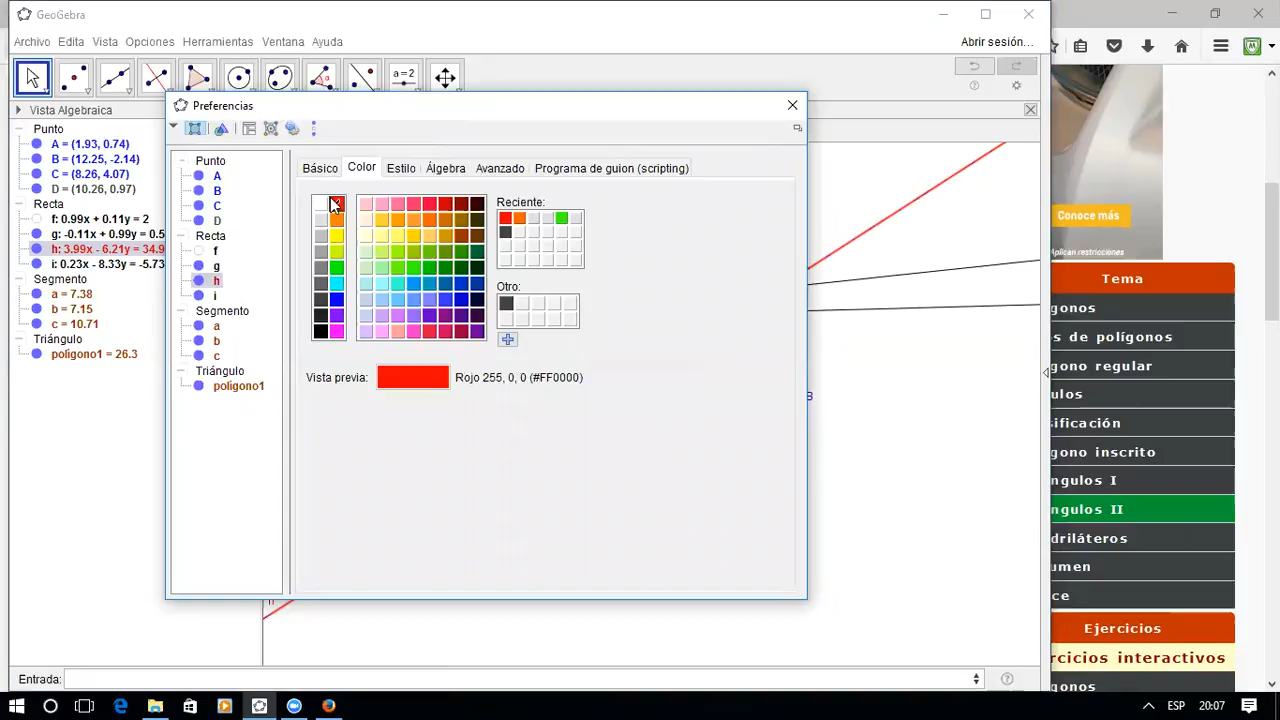 GeoGebra
Archivo Edita Vista Opciones Herramientas Ventana Ayuda
Abrir sesión...
a = 2
Vista Algebraica
Punto
A = (1.93, 0.74)
B = (12.25, -2.14)
C = (8.26, 4.07)
D = (10.26, 0.97)
Recta
f: 0.99x + 0.11y = 2
g: -0.11x + 0.99y = 0.5
h: 3.99x - 6.21y = 34.9
i: 0.23x - 8.33y = -5.73
Segmento
a = 7.38
b = 7.15
c = 10.71
Triángulo
polígono1 = 26.3
Preferencias
Punto
A
B
C
D
Recta
f
g
h
i
Segmento
a
b
c
Triángulo
polígono1
Básico Color Estilo Álgebra Avanzado Programa de guion (scripting)
Reciente:
Otro:
Vista previa:
Rojo 255, 0, 0 (#FF0000)
B
Entrada:
Conoce más
Aplican restricciones
Tema
gonos
s de polígonos
gono regular
ulos
sificación
gono inscrito
ngulos I
ngulos II
driláteros
umen
ce
Ejercicios
rcicios interactivos
gonos
ESP
20:07